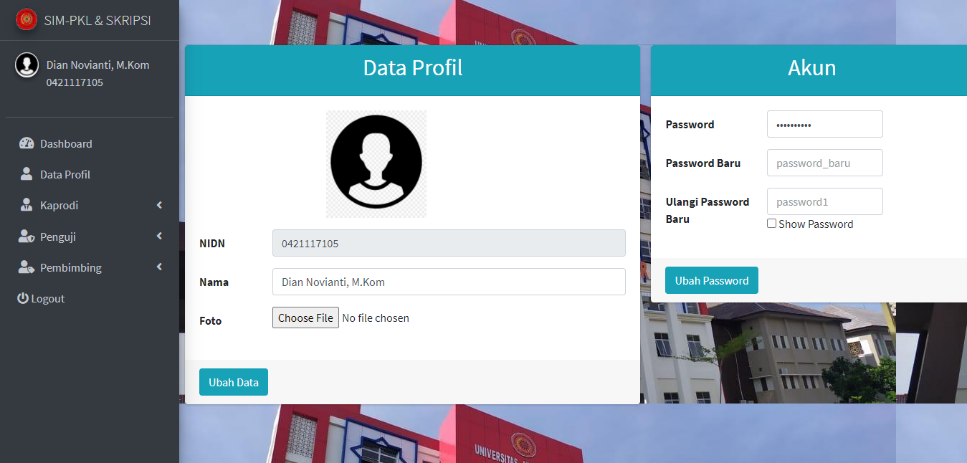 SIM-PKL & SKRIPSI
Dian Novianti, M.Kom
0421117105
Dashboard
Data Profil
Kaprodi
Penguji
Pembimbing
Logout
Data Profil
NIDN
0421117105
Nama
Dian Novianti, M.Kom
Foto
Choose File No file chosen
Ubah Data
Akun
Password
••••••••••
Password Baru
password_baru
Ulangi Password
Baru
password1
Show Password
Ubah Password
UNIVERSITAS